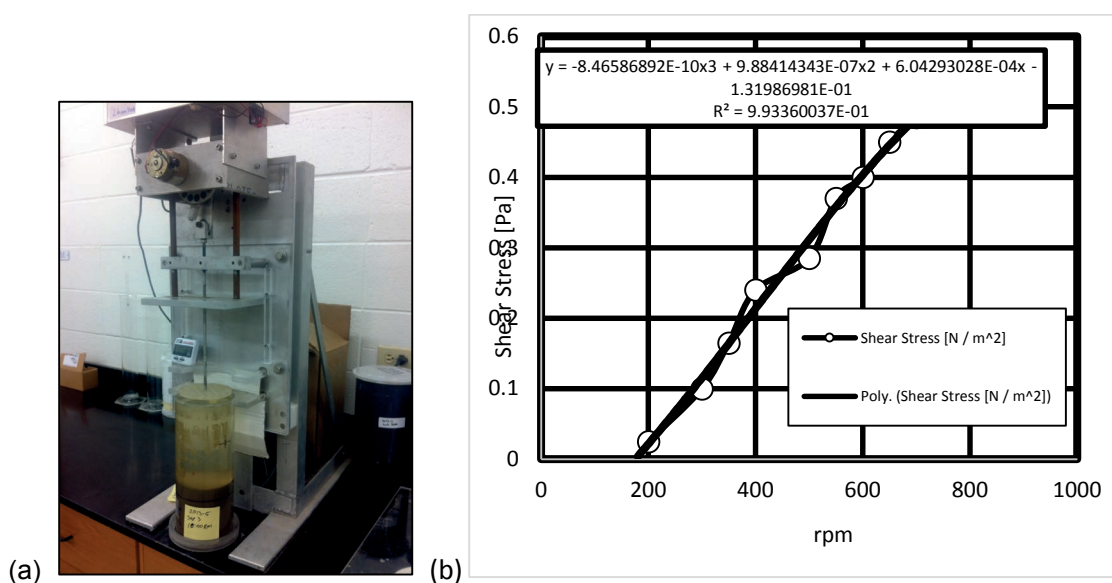 0.6
y = -8.46586892E-10x3 + 9.88414343E-07x2 + 6.04293028E-04x -
1.31986981E-01
R² = 9.93360037E-01
0.5
0.4
0.3
0.2
0.1
0
Shear Stress [Pa]
Shear Stress [N / m^2]
Poly. (Shear Stress [N / m^2])
0 200 400 600 800 1000
rpm
(a)
(b)